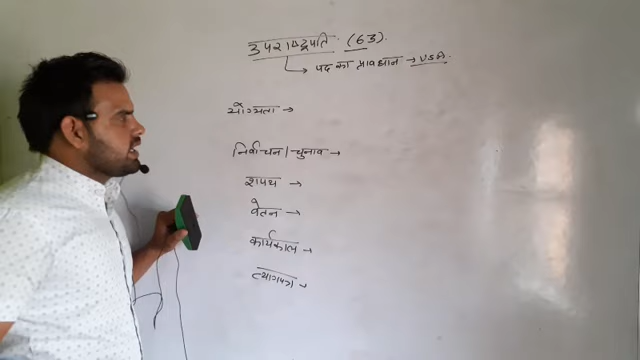 उपराष्ट्रपति (63).
पद का प्रावधान → USA.
योग्यता →
निर्वाचन/चुनाव →
शपथ →
वेतन →
कार्यकाल →
त्यागपत्र →